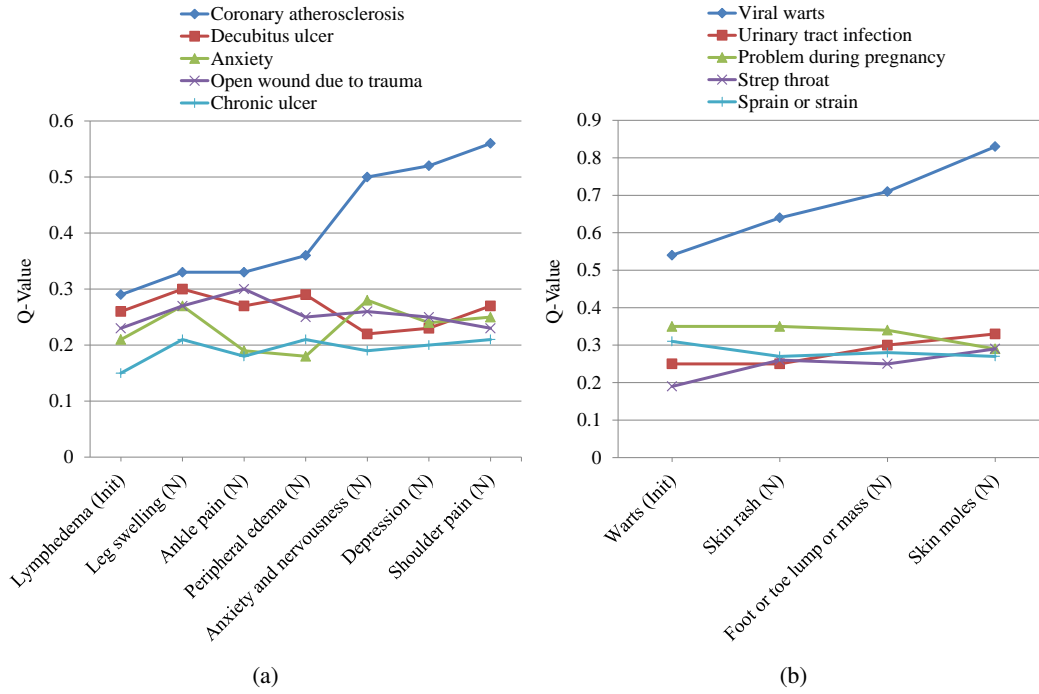 Coronary atherosclerosis
Decubitus ulcer
Anxiety
Open wound due to trauma
Chronic ulcer
0.6
0.5
0.4
0.3
0.2
0.1
0
Q-Value
Lymphedema (Init)
Leg swelling (N)
Ankle pain (N)
Peripheral edema (N)
Anxiety and nervousness (N)
Depression (N)
Shoulder pain (N)
(a)
Viral warts
Urinary tract infection
Problem during pregnancy
Strep throat
Sprain or strain
0.9
0.8
0.7
0.6
0.5
0.4
0.3
0.2
0.1
0
Q-Value
Warts (Init)
Skin rash (N)
Foot or toe lump or mass (N)
Skin moles (N)
(b)